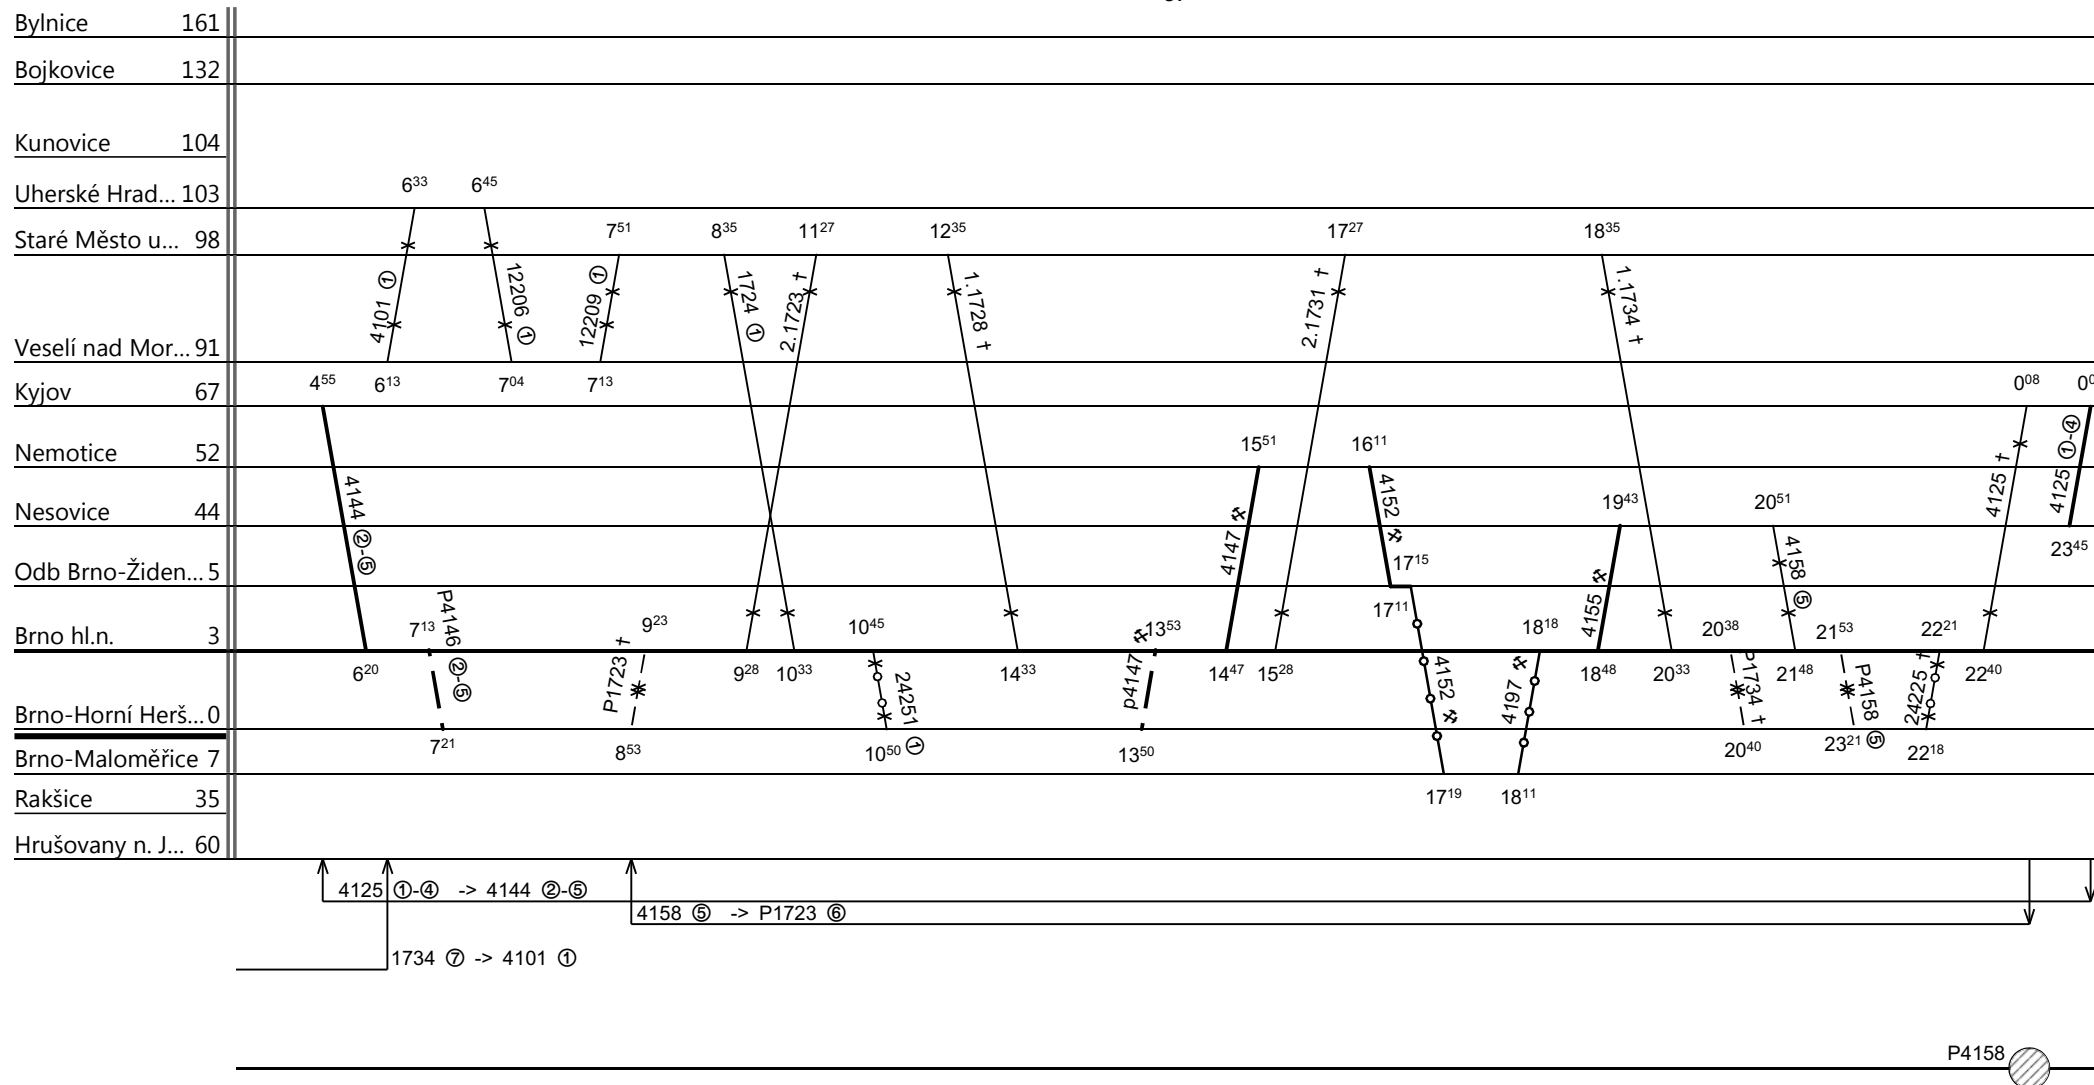 Bylnice 161
Bojkovice 132
Kunovice 104
Uherské Hrad... 103
6³³ 6⁴⁵
Staré Město u... 98
7⁵¹ 8³⁵ 11²⁷ 12³⁵ 17²⁷ 18³⁵
4101 ①
12206 ①
12209 ①
1724 ①
2.1723 †
1.1728 †
2.1731 †
1.1734 †
Veselí nad Mor... 91
Kyjov 67
4⁵⁵ 6¹³ 7⁰⁴ 7¹³ 0⁰⁸
Nemotice 52
15⁵¹ 16¹¹
4144 ②-⑤
4147 ⚒
4152 ⚒
4125 †
4125 ①-④
Nesovice 44
19⁴³ 20⁵¹
23⁴⁵
Odb Brno-Židen... 5
17¹⁵
17¹¹
4155 ⚒
4158 ⑤
Brno hl.n. 3
7¹³ 9²³ 10⁴⁵ 13⁵³ 18¹⁸ 20³⁸ 21⁵³ 22²¹
6²⁰ 9²⁸ 10³³ 14³³ 14⁴⁷ 15²⁸ 18⁴⁸ 20³³ 21⁴⁸ 22⁴⁰
P4146 ②-⑤
P1723 †
24251 ①
p4147 ⚒
4152 ⚒
4197 ⚒
P1734 †
P4158 ⑤
24225 †
Brno-Horní Herš... 0
7²¹ 8⁵³ 10⁵⁰ 13⁵⁰ 20⁴⁰ 23²¹ 22¹⁸
Brno-Maloměřice 7
Rakšice 35
17¹⁹ 18¹¹
Hrušovany n. J... 60
4125 ①-④ -> 4144 ②-⑤
4158 ⑤ -> P1723 ⑥
1734 ⑦ -> 4101 ①
P4158